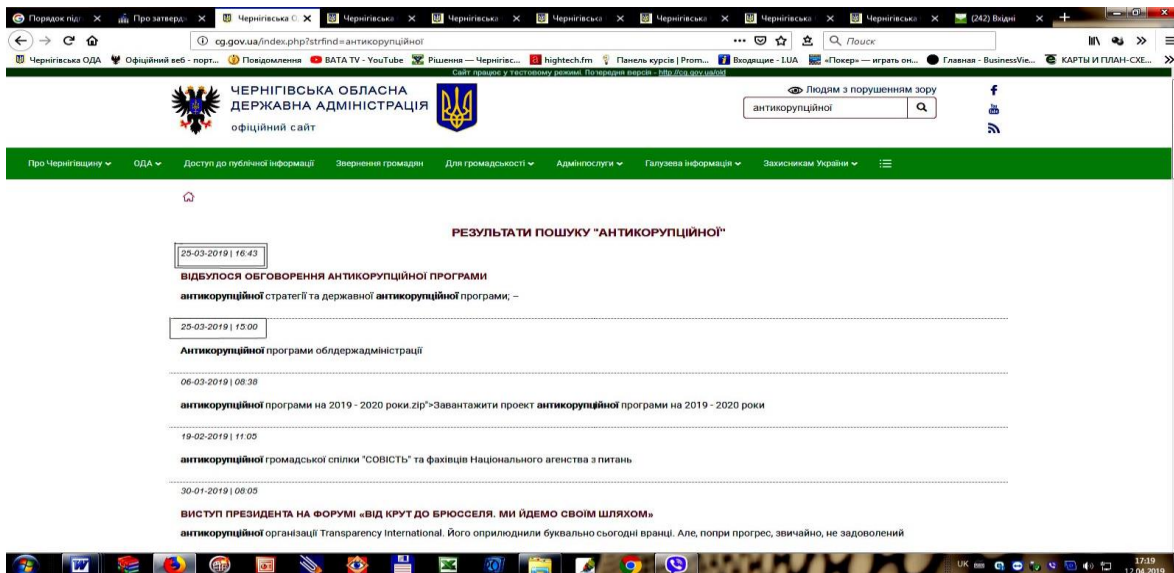 Порядок підг
Про затверд
Чернігівська О
Чернігівська
Чернігівська
Чернігівська
Чернігівська
Чернігівська
Чернігівська
(242) Вхідні
cg.gov.ua/index.php?strfind=антикорупційної
Поиск
Чернігівська ОДА
Офіційний веб - порт...
Повідомлення
BATA TV - YouTube
Рішення — Чернігівс...
hightech.fm
Панель курсів | Prom...
Входящие - I.UA
«Покер» — играть он...
Главная - BusinessVie...
КАРТЫ И ПЛАН-СХЕ...
Сайт працює у тестовому режимі. Попередня версія - http://cg.gov.ua/old
ЧЕРНІГІВСЬКА ОБЛАСНА
ДЕРЖАВНА АДМІНІСТРАЦІЯ
офіційний сайт
Людям з порушенням зору
антикорупційної
Про Чернігівщину
ОДА
Доступ до публічної інформації
Звернення громадян
Для громадськості
Адмінпослуги
Галузева інформація
Захисникам України
РЕЗУЛЬТАТИ ПОШУКУ "АНТИКОРУПЦІЙНОЇ"
25-03-2019 | 16:43
ВІДБУЛОСЯ ОБГОВОРЕННЯ АНТИКОРУПЦІЙНОЇ ПРОГРАМИ
антикорупційної стратегії та державної антикорупційної програми; –
25-03-2019 | 15:00
Антикорупційної програми облдержадміністрації
06-03-2019 | 08:38
антикорупційної програми на 2019 - 2020 роки.zip">Завантажити проект антикорупційної програми на 2019 - 2020 роки
19-02-2019 | 11:05
антикорупційної громадської спілки "СОВІСТЬ" та фахівців Національного агенства з питань
30-01-2019 | 08:05
ВИСТУП ПРЕЗИДЕНТА НА ФОРУМІ «ВІД КРУТ ДО БРЮССЕЛЯ. МИ ЙДЕМО СВОЇМ ШЛЯХОМ»
антикорупційної організації Transparency International. Його оприлюднили буквально сьогодні вранці. Але, попри прогрес, звичайно, не задоволений
UK
17:19
12.04.2019